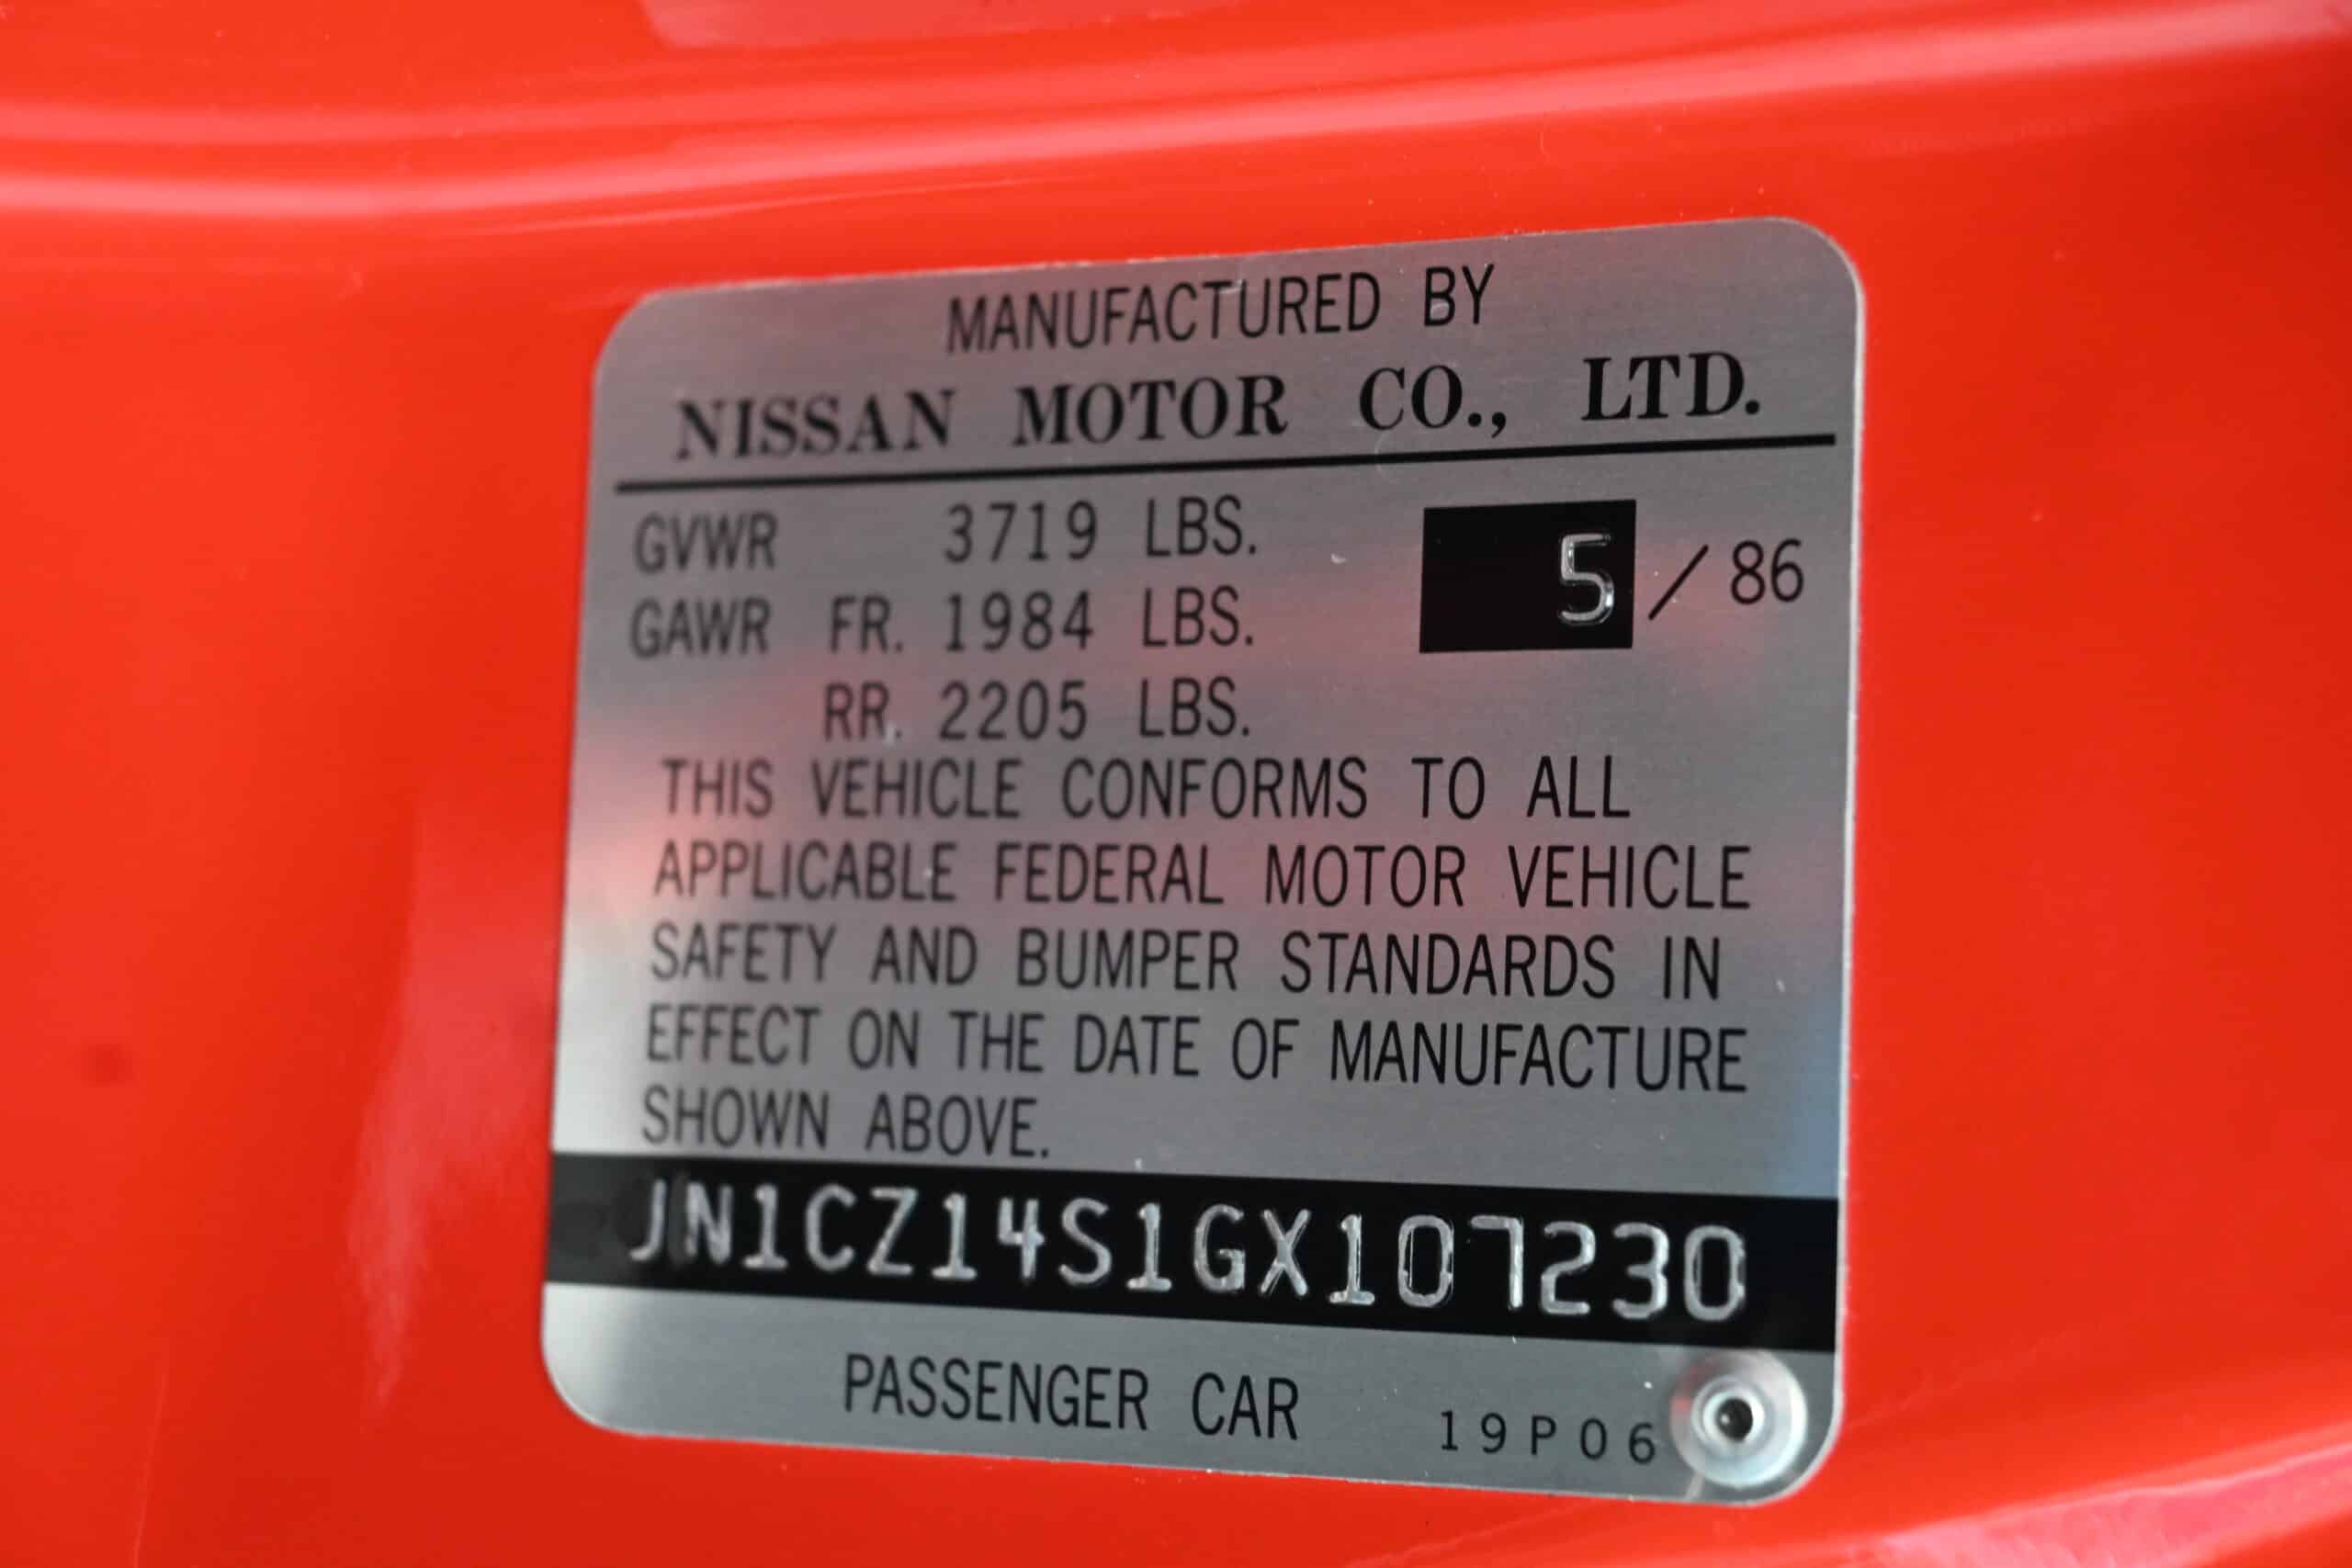 MANUFACTURED BY
NISSAN MOTOR CO., LTD.
GVWR 3719 LBS. 5 / 86
GAWR FR. 1984 LBS.
RR. 2205 LBS.
THIS VEHICLE CONFORMS TO ALL
APPLICABLE FEDERAL MOTOR VEHICLE
SAFETY AND BUMPER STANDARDS IN
EFFECT ON THE DATE OF MANUFACTURE
SHOWN ABOVE.
JN1CZ14S1GX107230
PASSENGER CAR 19P06